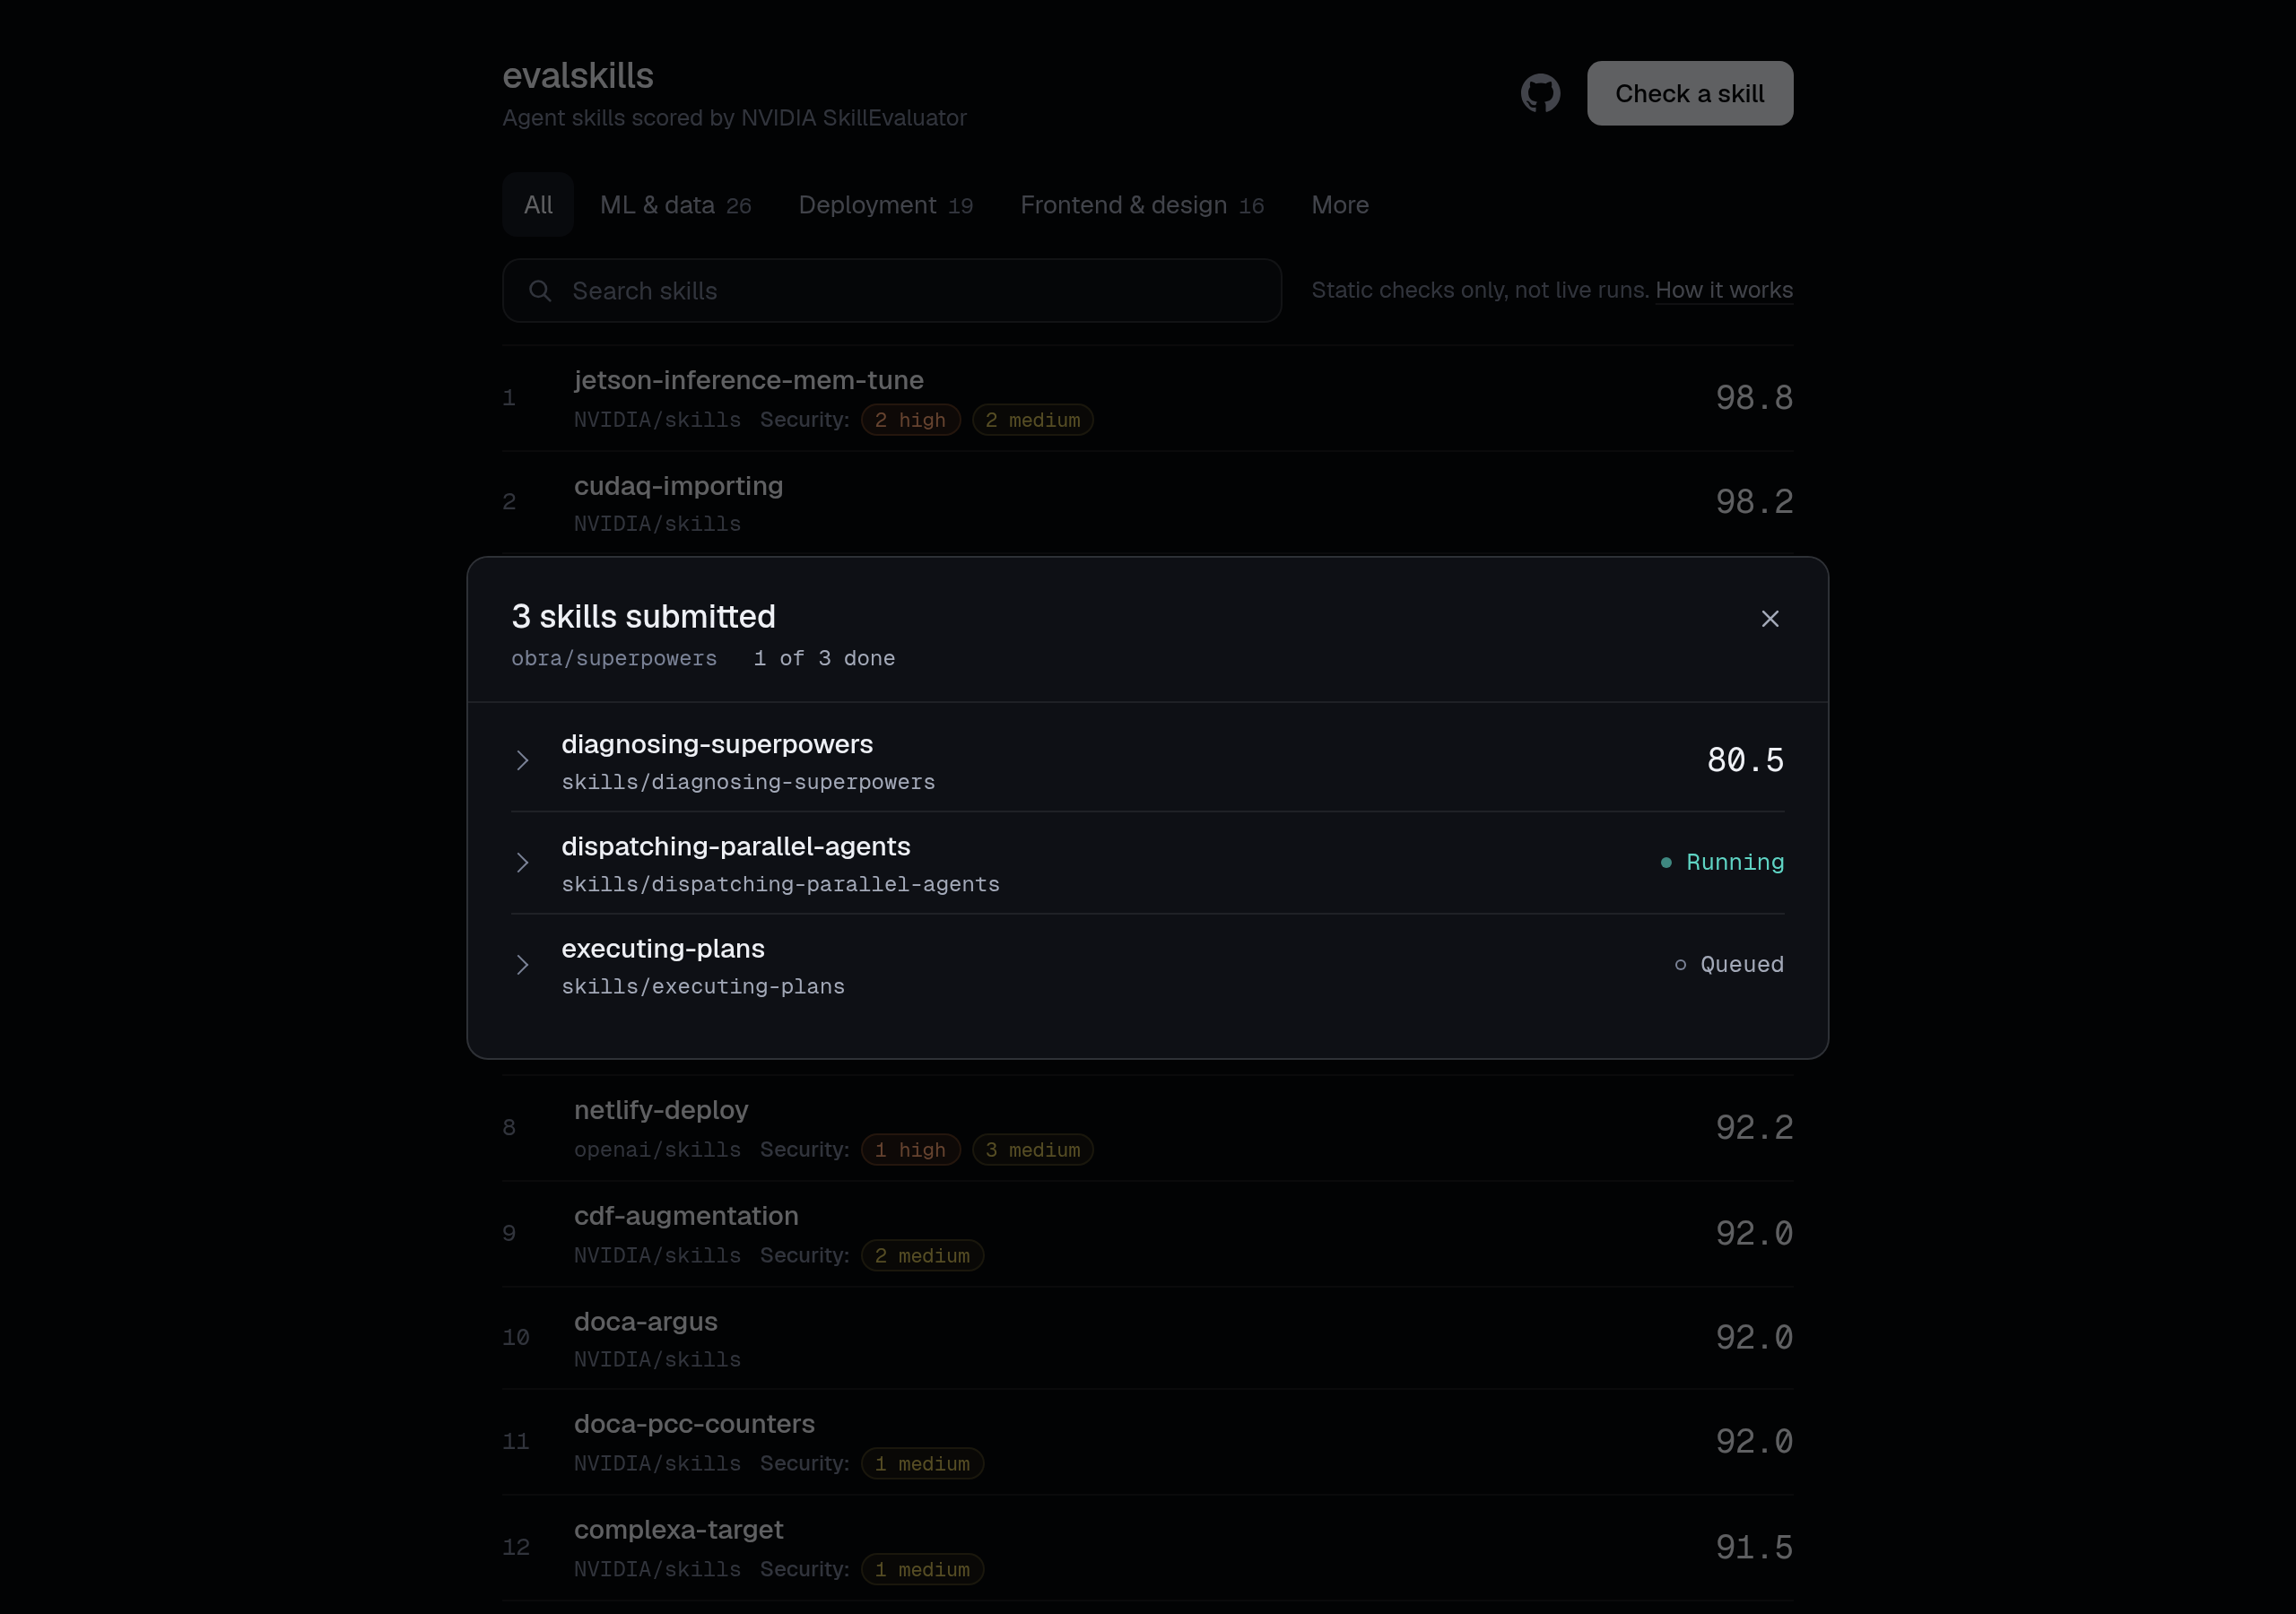 evalskills
Agent skills scored by NVIDIA SkillEvaluator
Check a skill
All ML & data 26 Deployment 19 Frontend & design 16 More
Search skills
Static checks only, not live runs. How it works
1 jetson-inference-mem-tune 98.8
NVIDIA/skills Security: 2 high 2 medium
2 cudaq-importing 98.2
NVIDIA/skills
3 skills submitted
obra/superpowers 1 of 3 done
diagnosing-superpowers 80.5
skills/diagnosing-superpowers
dispatching-parallel-agents Running
skills/dispatching-parallel-agents
executing-plans Queued
skills/executing-plans
8 netlify-deploy 92.2
openai/skills Security: 1 high 3 medium
9 cdf-augmentation 92.0
NVIDIA/skills Security: 2 medium
10 doca-argus 92.0
NVIDIA/skills
11 doca-pcc-counters 92.0
NVIDIA/skills Security: 1 medium
12 complexa-target 91.5
NVIDIA/skills Security: 1 medium